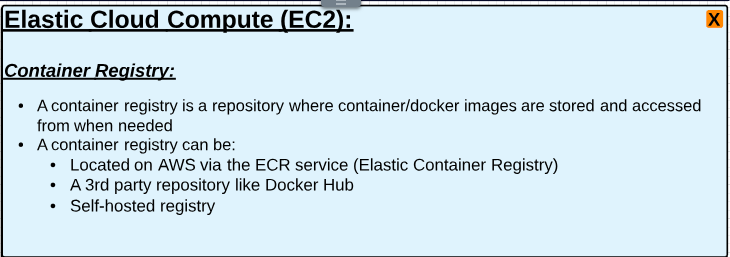 Elastic Cloud Compute (EC2):
X
Container Registry:
• A container registry is a repository where container/docker images are stored and accessed
from when needed
• A container registry can be:
• Located on AWS via the ECR service (Elastic Container Registry)
• A 3rd party repository like Docker Hub
• Self-hosted registry